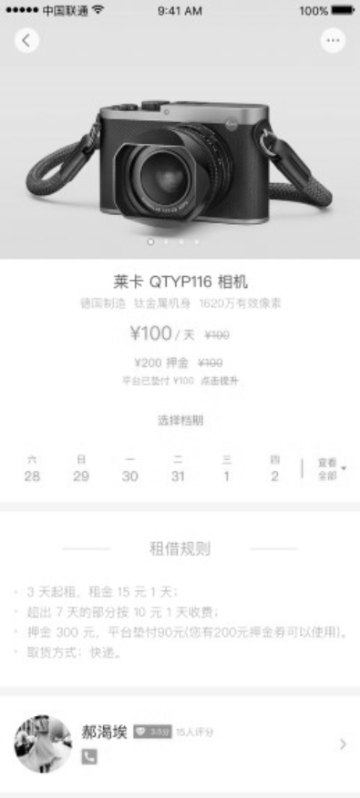 中国联通 9:41 AM 100%
莱卡 QTYP116 相机
德国制造 钛金属机身 1620万有效像素
¥100 / 天 ¥100
¥200 押金 ¥100
平台已垫付 ¥100 点击提升
选择档期
六 日 一 二 三 四 查看
28 29 30 31 1 2 全部
租借规则
· 3 天起租，租金 15 元 1 天；
· 超出 7 天的部分按 10 元 1 天收费；
· 押金 300 元，平台垫付90元(您有200元押金券可以使用)。
· 取货方式：快递。
郝渴埃 15人评分